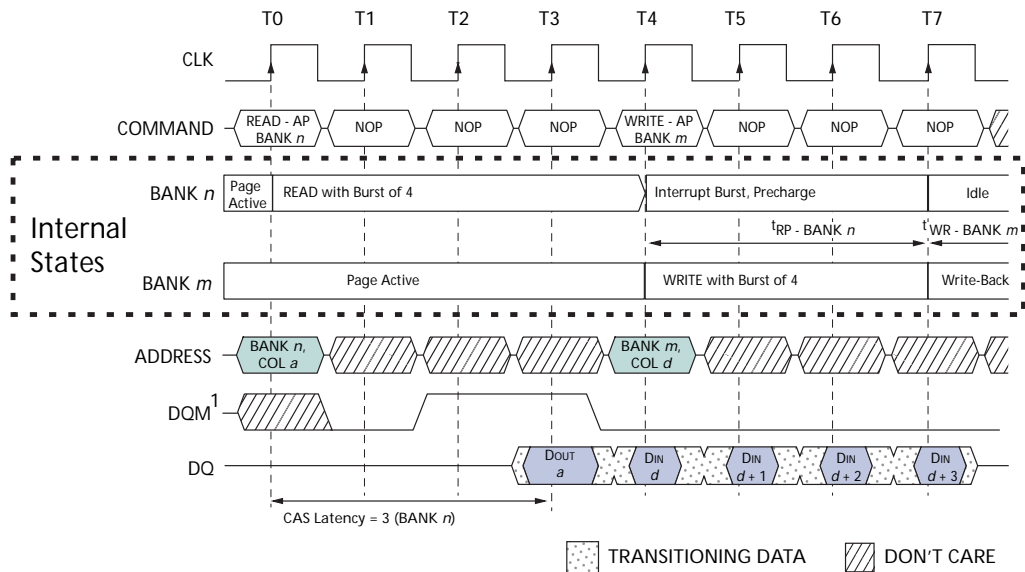 T0 T1 T2 T3 T4 T5 T6 T7
CLK
COMMAND
READ - AP
BANK n
NOP
NOP
NOP
WRITE - AP
BANK m
NOP
NOP
NOP
Internal
States
BANK n
Page
Active
READ with Burst of 4
Interrupt Burst, Precharge
Idle
tRP - BANK n
tWR - BANK m
BANK m
Page Active
WRITE with Burst of 4
Write-Back
ADDRESS
BANK n,
COL a
BANK m,
COL d
DQM1
DQ
DOUT
a
DIN
d
DIN
d + 1
DIN
d + 2
DIN
d + 3
CAS Latency = 3 (BANK n)
TRANSITIONING DATA
DON'T CARE